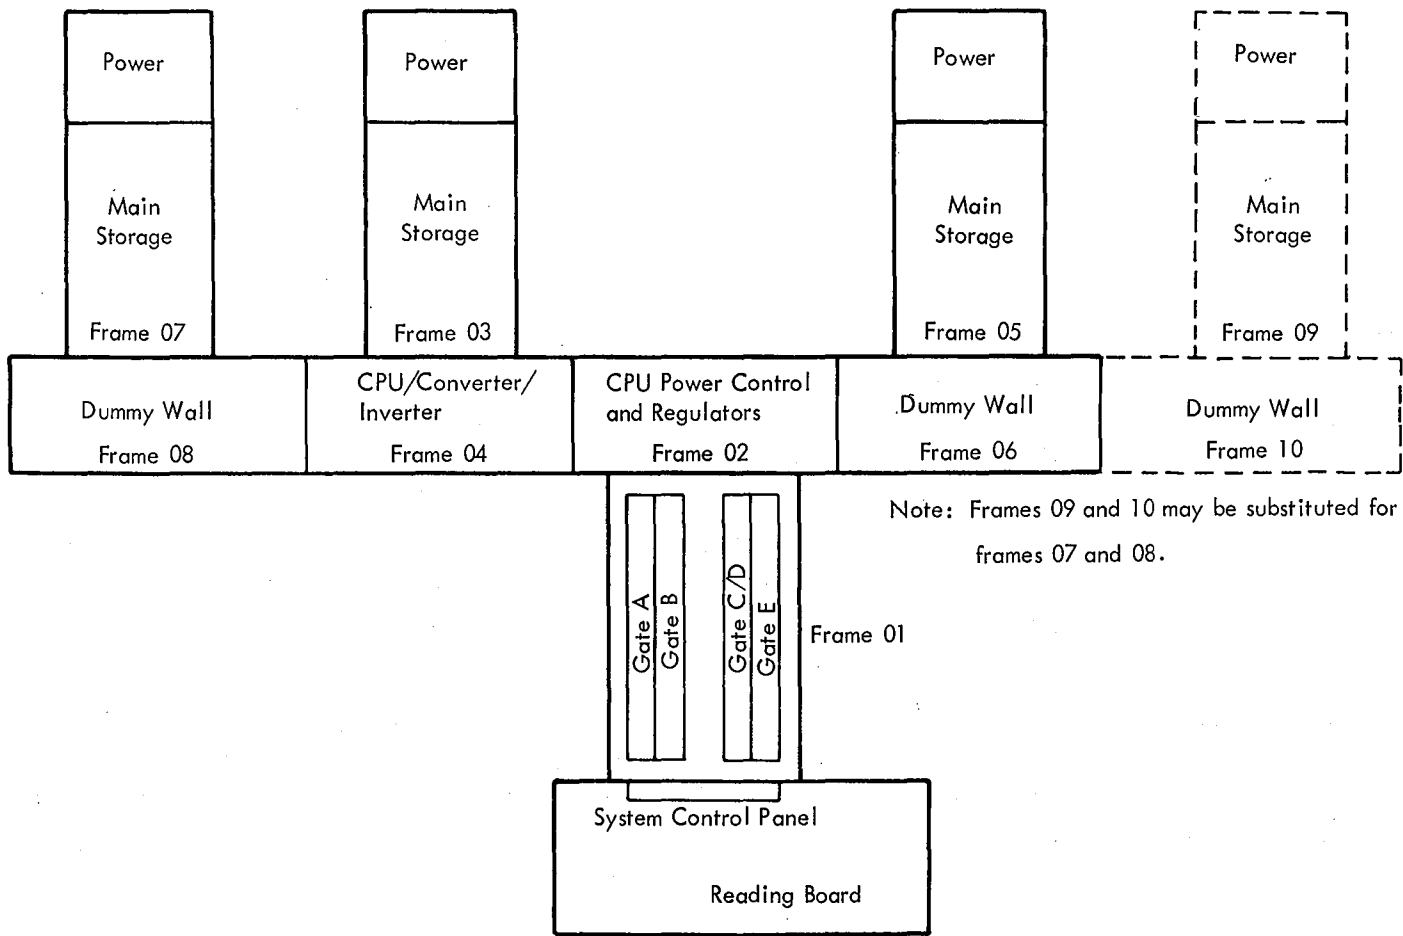 Power
Power
Power
Power
Main
Storage
Main
Storage
Main
Storage
Main
Storage
Frame 07
Frame 03
Frame 05
Frame 09
Dummy Wall
Frame 08
CPU/Converter/
Inverter
Frame 04
CPU Power Control
and Regulators
Frame 02
Dummy Wall
Frame 06
Dummy Wall
Frame 10
Note: Frames 09 and 10 may be substituted for
frames 07 and 08.
Gate A
Gate B
Gate C/D
Gate E
Frame 01
System Control Panel
Reading Board